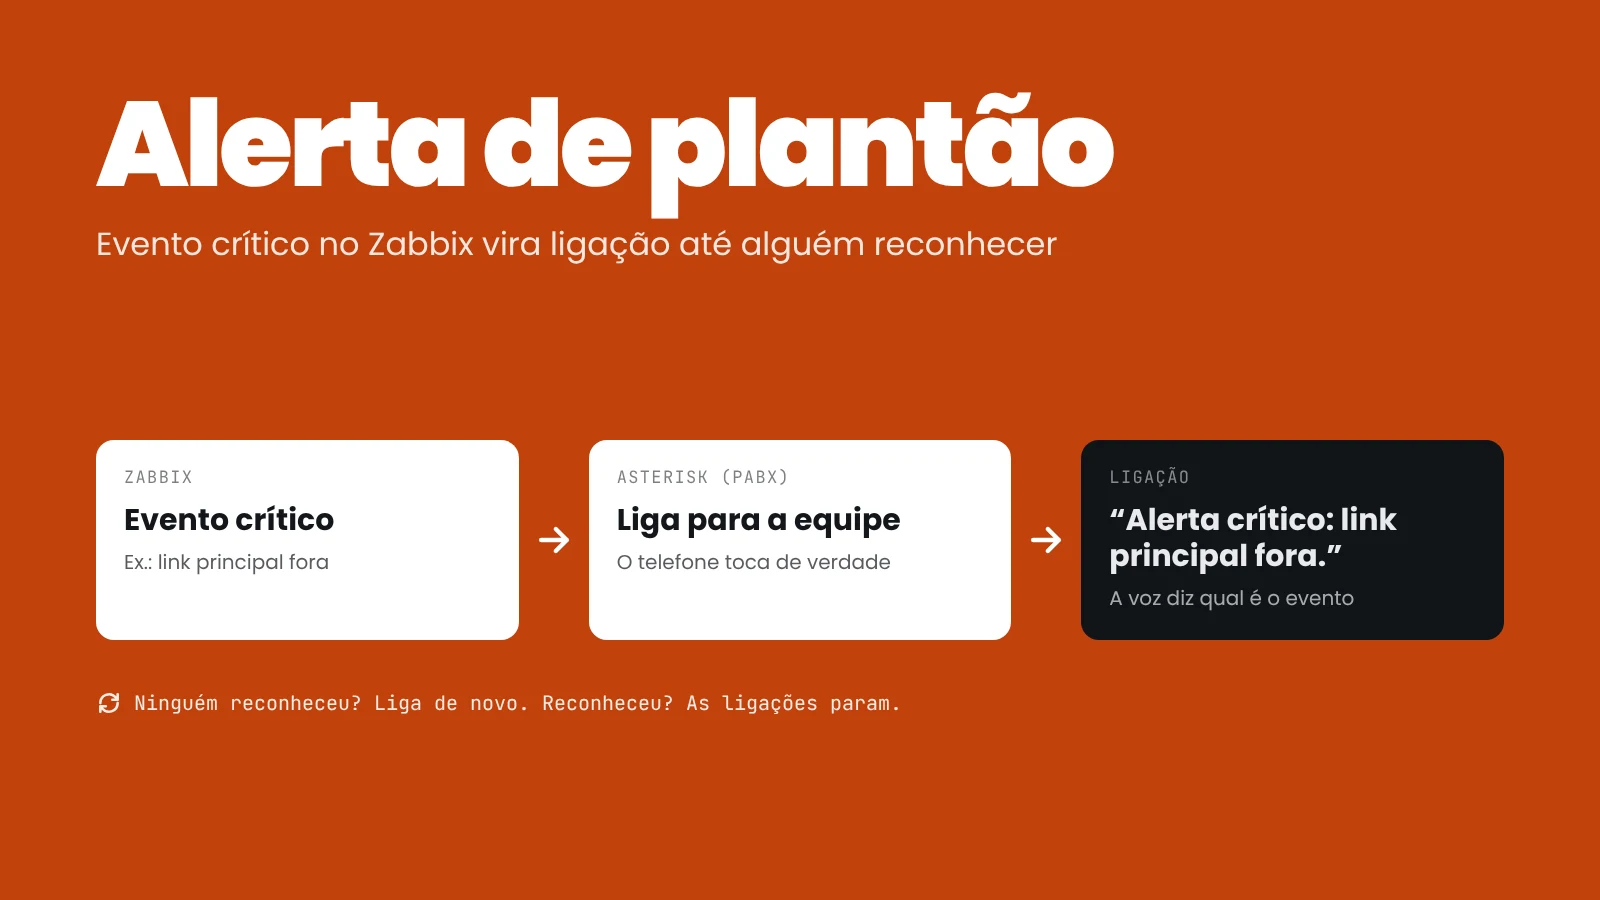 Alerta de plantão
Evento crítico no Zabbix vira ligação até alguém reconhecer
ZABBIX
Evento crítico
Ex.: link principal fora
ASTERISK (PABX)
Liga para a equipe
O telefone toca de verdade
LIGAÇÃO
“Alerta crítico: link
principal fora.”
A voz diz qual é o evento
Ninguém reconheceu? Liga de novo. Reconheceu? As ligações param.